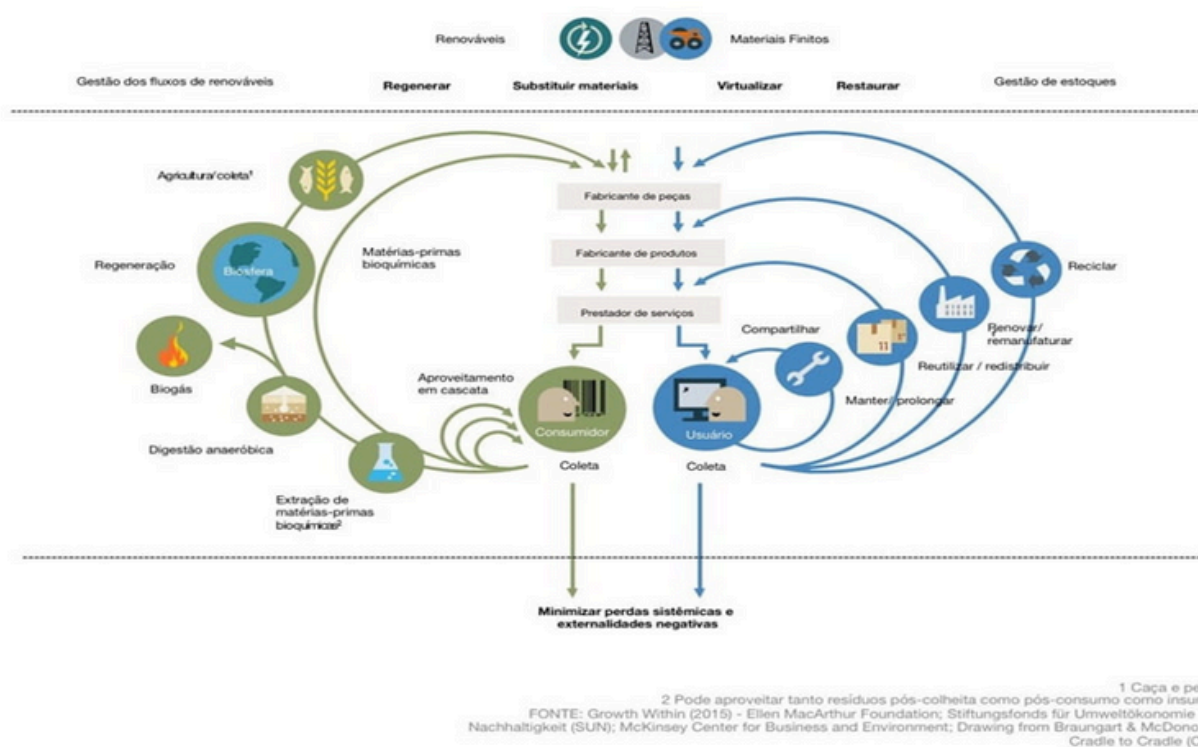 Renováveis
Materiais Finitos
Gestão dos fluxos de renováveis
Regenerar
Substituir materiais
Virtualizar
Restaurar
Gestão de estoques
Agricultura/coleta¹
Fabricante de peças
Matérias-primas
bioquímicas
Regeneração
Biosfera
Fabricante de produtos
Reciclar
Prestador de serviços
Compartilhar
Renovar/
remanufaturar
Reutilizar / redistribuir
Biogás
Aproveitamento
em cascata
Manter/ prolongar
Consumidor
Usuário
Digestão anaeróbica
Coleta
Coleta
Extração de
matérias-primas
bioquímicas²
Minimizar perdas sistêmicas e
externalidades negativas
1 Caça e
2 Pode aproveitar tanto resíduos pós-colheita como pós-consumo como
FONTE: Growth Within (2015) - Ellen MacArthur Foundation; Stiftungsfonds für Umweltökonomie
Nachhaltigkeit (SUN); McKinsey Center for Business and Environment; Drawing from Braungart &
Cradle to Cradle